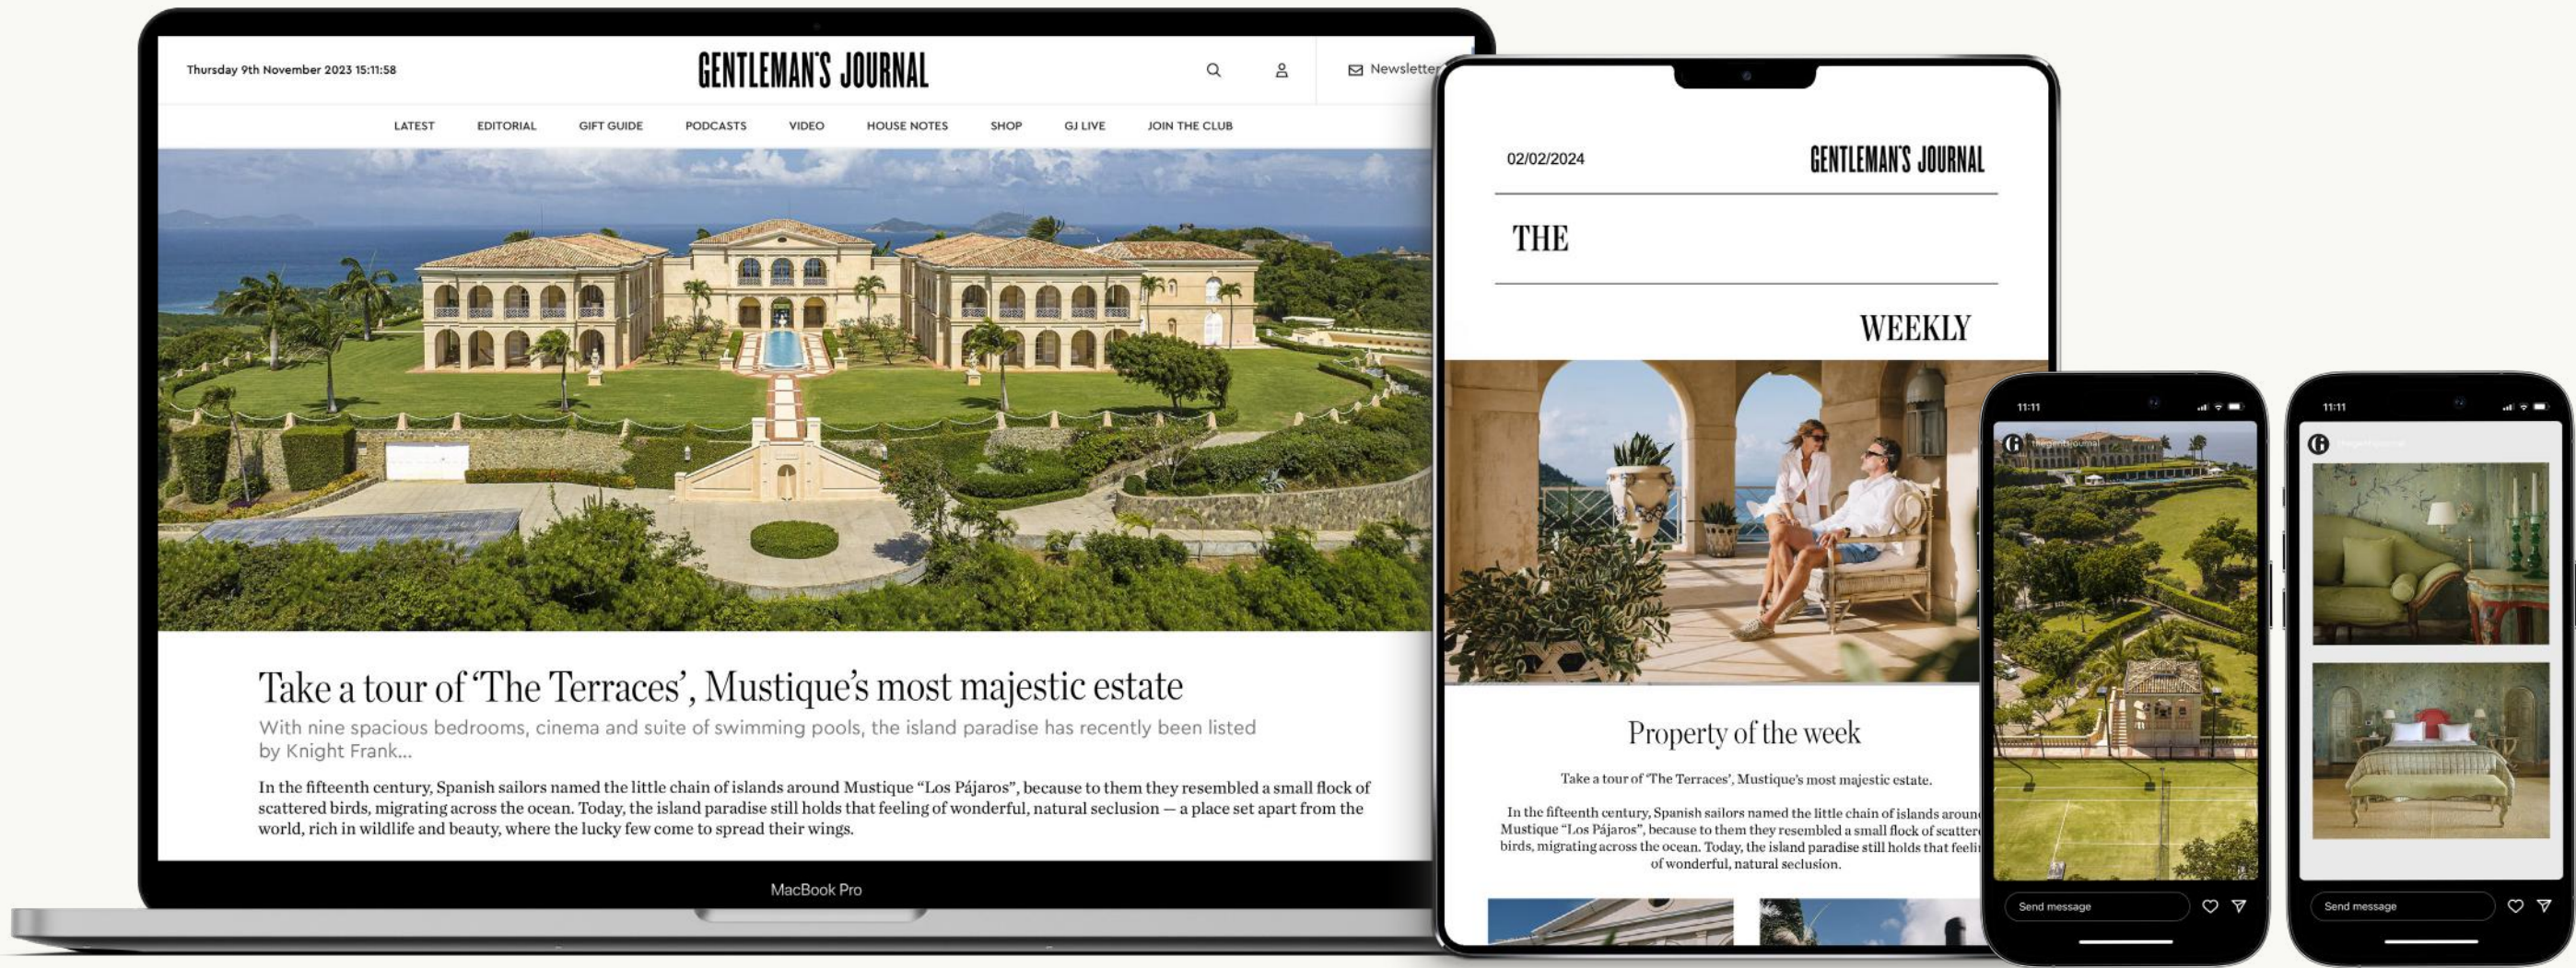 Thursday 9th November 2023 15:11:58
GENTLEMAN'S JOURNAL
Newsletter
LATEST EDITORIAL GIFT GUIDE PODCASTS VIDEO HOUSE NOTES SHOP GJ LIVE JOIN THE CLUB
Take a tour of ‘The Terraces’, Mustique’s most majestic estate
With nine spacious bedrooms, cinema and suite of swimming pools, the island paradise has recently been listed
by Knight Frank...
In the fifteenth century, Spanish sailors named the little chain of islands around Mustique “Los Pájaros”, because to them they resembled a small flock of
scattered birds, migrating across the ocean. Today, the island paradise still holds that feeling of wonderful, natural seclusion — a place set apart from the
world, rich in wildlife and beauty, where the lucky few come to spread their wings.
MacBook Pro
02/02/2024
GENTLEMAN'S JOURNAL
THE
WEEKLY
Property of the week
Take a tour of ‘The Terraces’, Mustique’s most majestic estate.
In the fifteenth century, Spanish sailors named the little chain of islands aroun
Mustique “Los Pájaros”, because to them they resembled a small flock of scatter
birds, migrating across the ocean. Today, the island paradise still holds that feeli
of wonderful, natural seclusion.
11:11
thegentsjournal
Send message
11:11
thegentsjournal
Send message